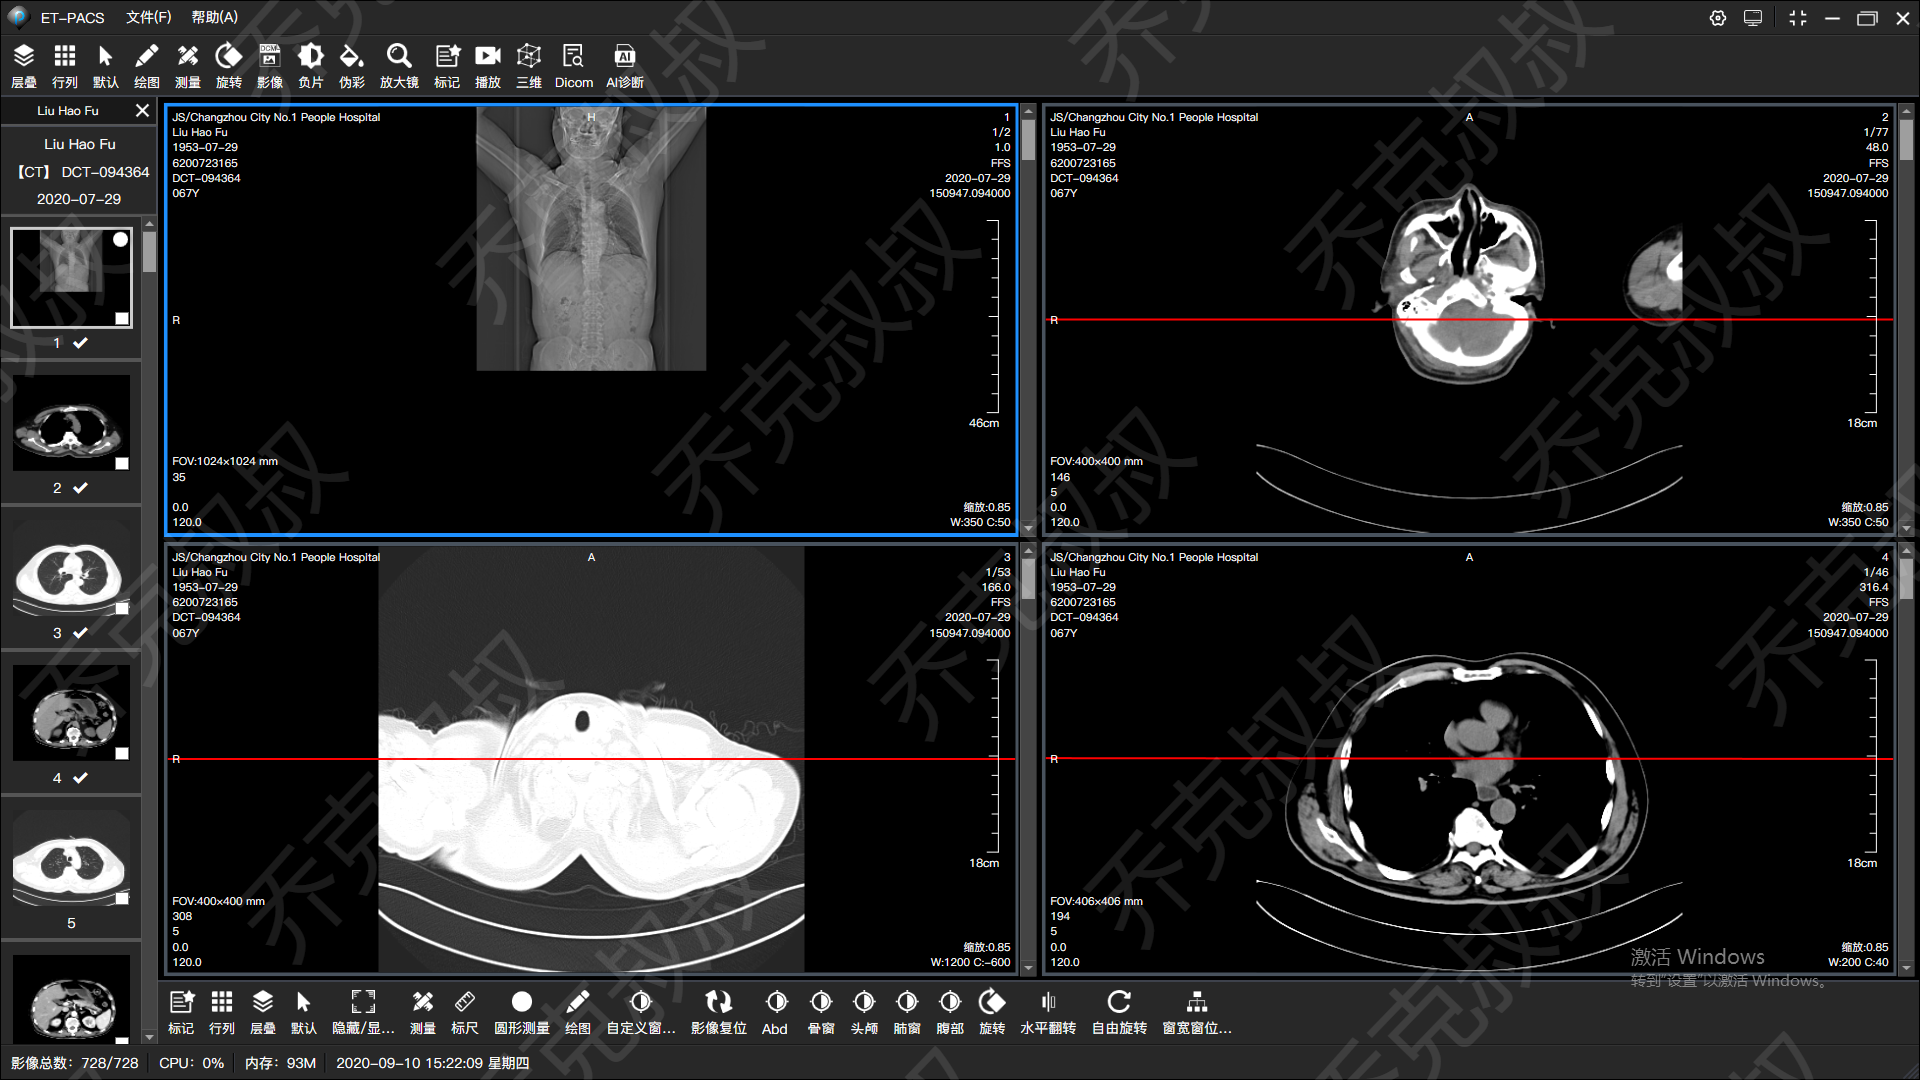 ET-PACS 文件(F) 帮助(A)
层叠 行列 默认 绘图 测量 旋转 影像 负片 伪彩 放大镜 标记 播放 三维 Dicom AI诊断
DCML
AI
Liu Hao Fu
Liu Hao Fu
【CT】 DCT-094364
2020-07-29
1
2
3
4
5
JS/Changzhou City No.1 People Hospital
Liu Hao Fu
1953-07-29
6200723165
DCT-094364
067Y
H
1
1/2
1.0
FFS
2020-07-29
150947.094000
R
46cm
FOV:1024×1024 mm
35
0.0
120.0
缩放:0.85
W:350 C:50
JS/Changzhou City No.1 People Hospital
Liu Hao Fu
1953-07-29
6200723165
DCT-094364
067Y
A
2
1/77
48.0
FFS
2020-07-29
150947.094000
R
18cm
FOV:400×400 mm
146
5
0.0
120.0
缩放:0.85
W:350 C:50
JS/Changzhou City No.1 People Hospital
Liu Hao Fu
1953-07-29
6200723165
DCT-094364
067Y
A
3
1/53
166.0
FFS
2020-07-29
150947.094000
R
18cm
FOV:400×400 mm
308
5
0.0
120.0
缩放:0.85
W:1200 C:-600
JS/Changzhou City No.1 People Hospital
Liu Hao Fu
1953-07-29
6200723165
DCT-094364
067Y
A
4
1/46
316.4
FFS
2020-07-29
150947.094000
R
18cm
FOV:406×406 mm
194
5
0.0
120.0
缩放:0.85
W:200 C:40
激活 Windows
转到"设置"以激活 Windows。
标记 行列 层叠 默认 隐藏/显... 测量 标尺 圆形测量 绘图 自定义窗... 影像复位 Abd 骨窗 头颅 肺窗 腹部 旋转 水平翻转 自由旋转 窗宽窗位...
影像总数：728/728 CPU：0% 内存：93M 2020-09-10 15:22:09 星期四
乔克叔叔